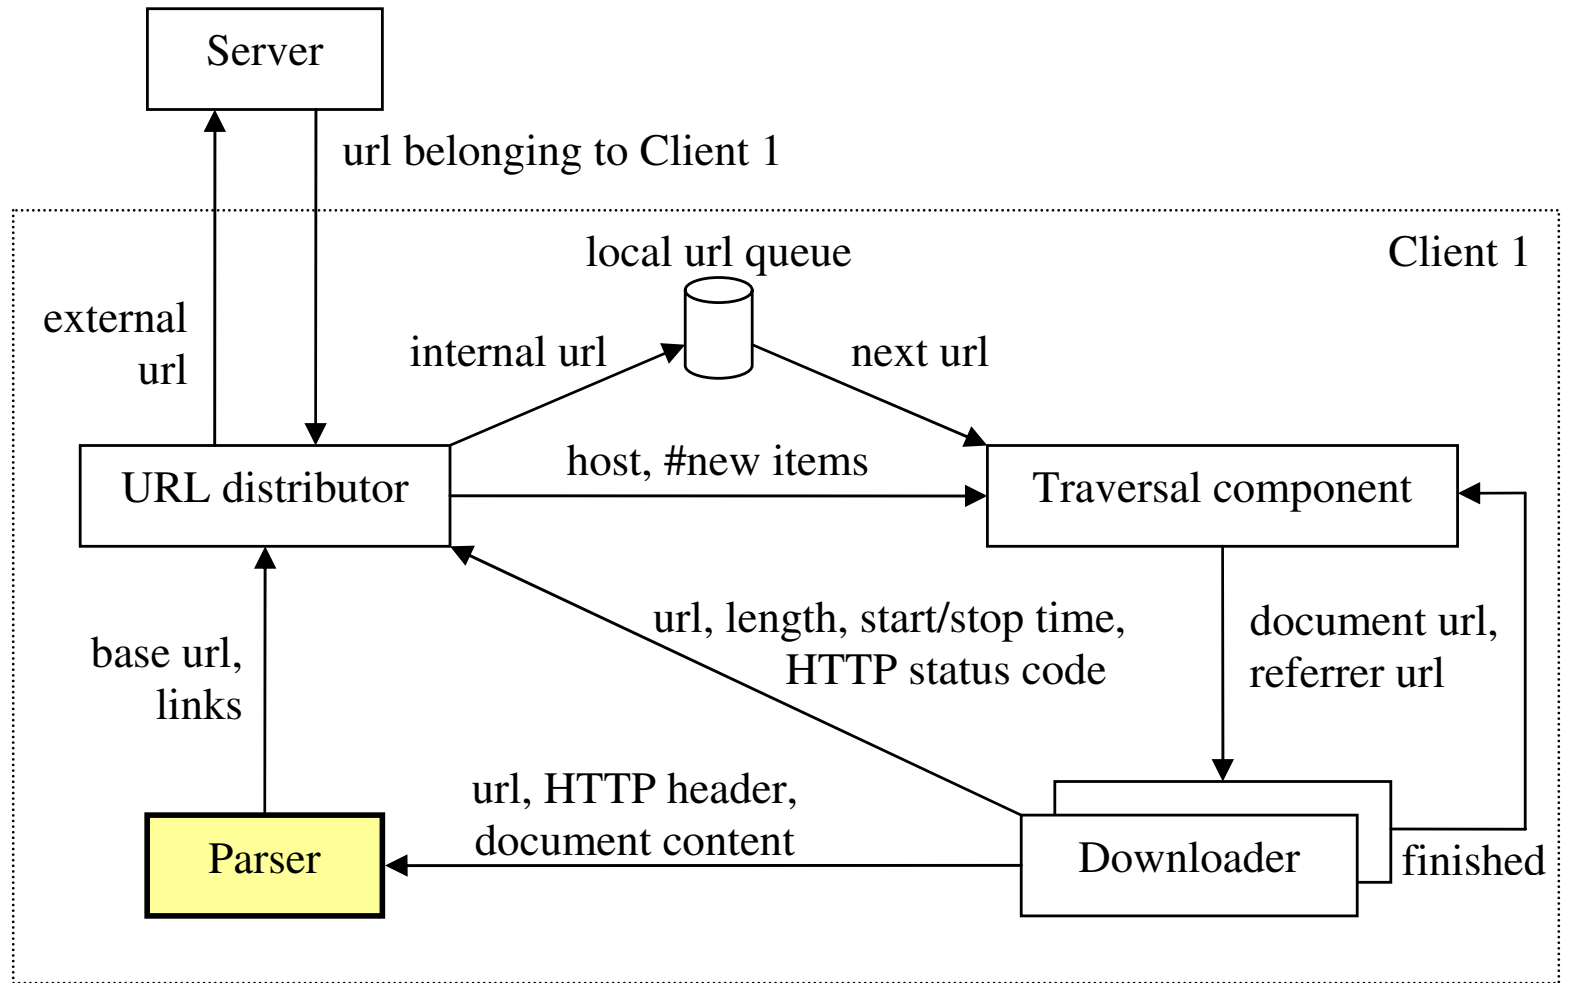 Server
url belonging to Client 1
Client 1
local url queue
external
url
internal url
next url
host, #new items
URL distributor
Traversal component
url, length, start/stop time,
HTTP status code
document url,
referrer url
base url,
links
url, HTTP header,
document content
Parser
Downloader
finished